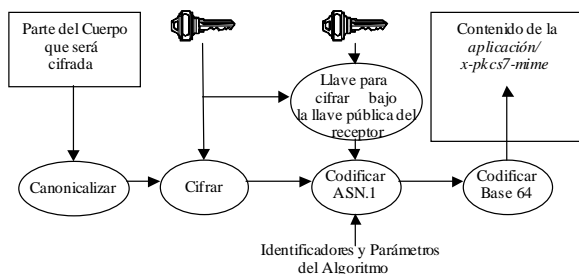 Parte del Cuerpo
que será
cifrada
Contenido de la
aplicación/
x-pkcs7-mime
Llave para
cifrar bajo
la llave pública del
receptor
Canonicalizar
Cifrar
Codificar
ASN.1
Codificar
Base 64
Identificadores y Parámetros
del Algoritmo